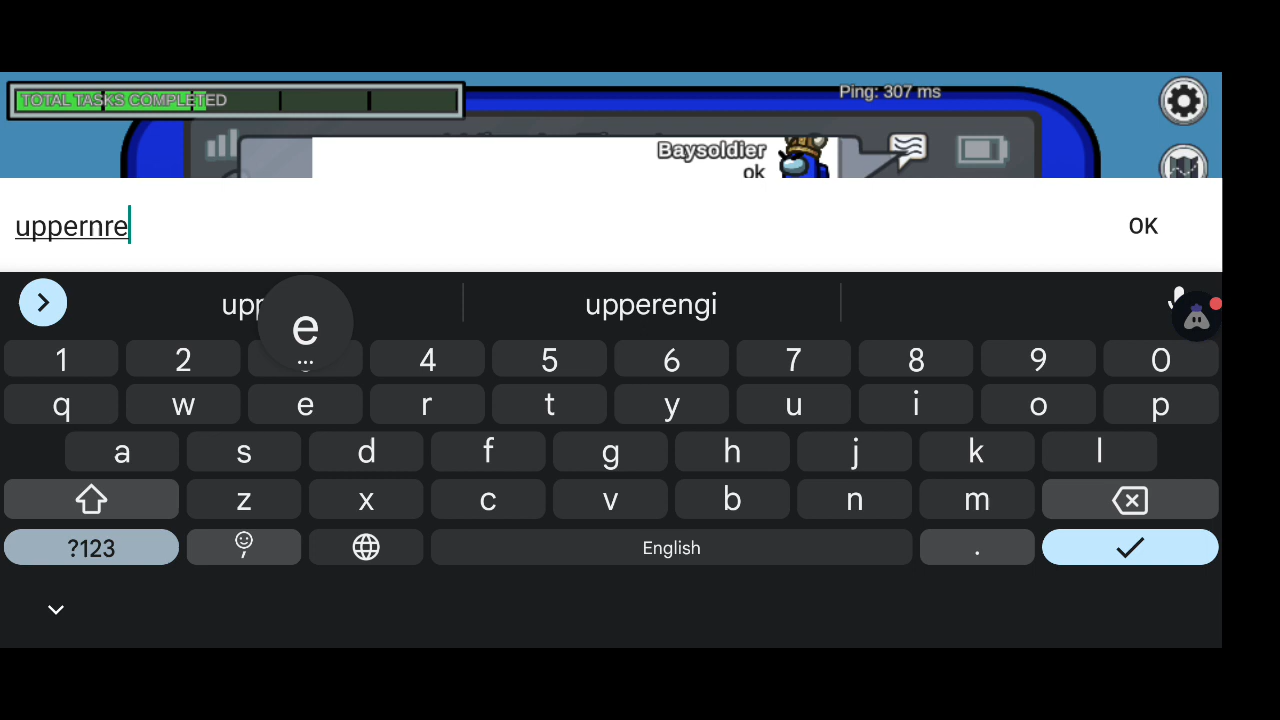 TOTAL TASKS COMPLETED
Ping: 307 ms
Baysoldier
ok
uppernre
OK
upperengi
e
1 2 4 5 6 7 8 9 0
q w e r t y u i o p
a s d f g h j k l
z x c v b n m
?123
English
.